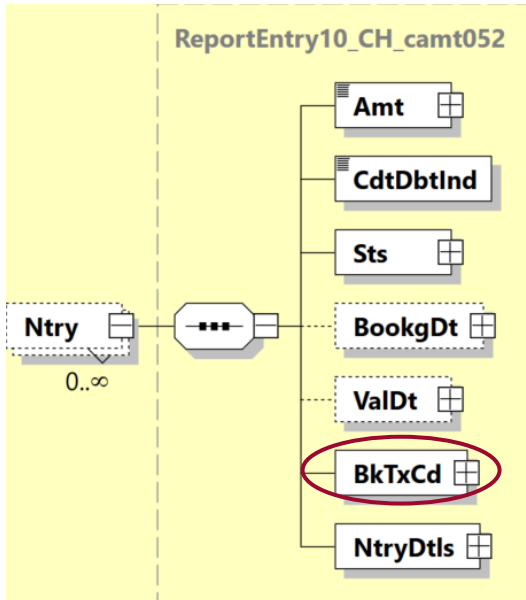 ReportEntry10_CH_camt052
Amt
CdtDbtInd
Sts
Ntry
0..∞
BookgDt
ValDt
BkTxCd
NtryDtls